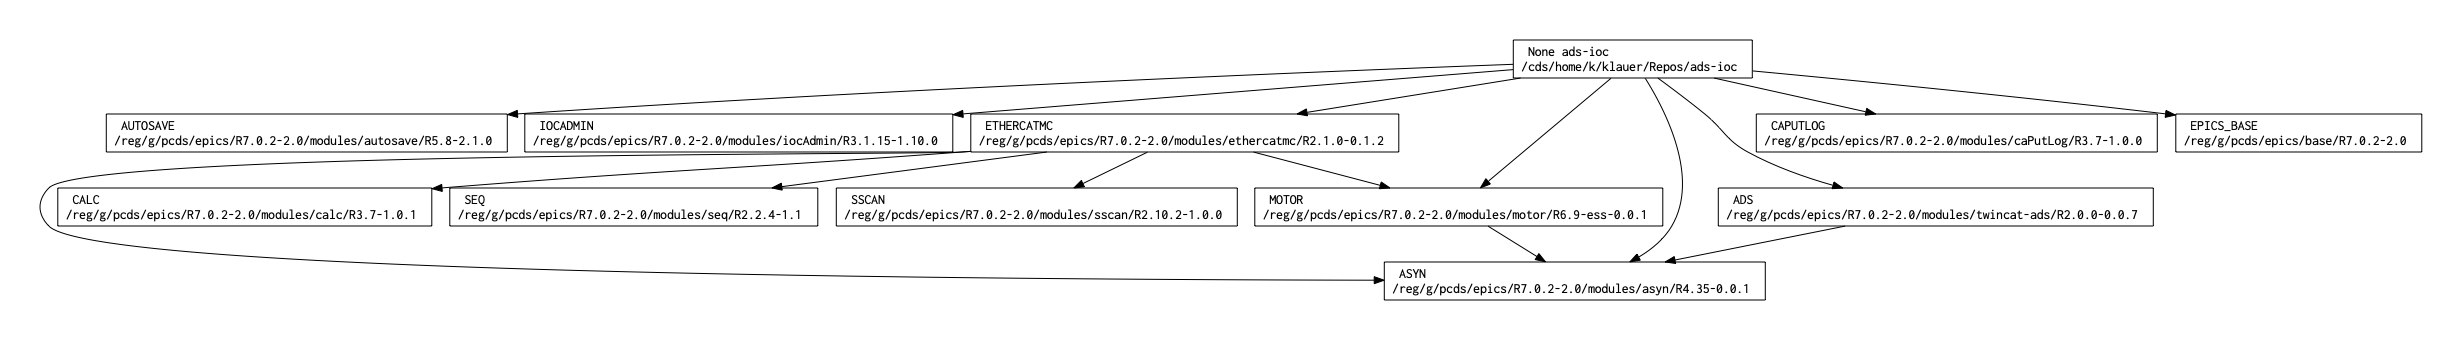 None ads-ioc
/cds/home/k/klauer/Repos/ads-ioc
AUTOSAVE
/reg/g/pcds/epics/R7.0.2-2.0/modules/autosave/R5.8-2.1.0
IOCADMIN
/reg/g/pcds/epics/R7.0.2-2.0/modules/iocAdmin/R3.1.15-1.10.0
ETHERCATMC
/reg/g/pcds/epics/R7.0.2-2.0/modules/ethercatmc/R2.1.0-0.1.2
CAPUTLOG
/reg/g/pcds/epics/R7.0.2-2.0/modules/caPutLog/R3.7-1.0.0
EPICS_BASE
/reg/g/pcds/epics/base/R7.0.2-2.0
CALC
/reg/g/pcds/epics/R7.0.2-2.0/modules/calc/R3.7-1.0.1
SEQ
/reg/g/pcds/epics/R7.0.2-2.0/modules/seq/R2.2.4-1.1
SSCAN
/reg/g/pcds/epics/R7.0.2-2.0/modules/sscan/R2.10.2-1.0.0
MOTOR
/reg/g/pcds/epics/R7.0.2-2.0/modules/motor/R6.9-ess-0.0.1
ADS
/reg/g/pcds/epics/R7.0.2-2.0/modules/twincat-ads/R2.0.0-0.0.7
ASYN
/reg/g/pcds/epics/R7.0.2-2.0/modules/asyn/R4.35-0.0.1